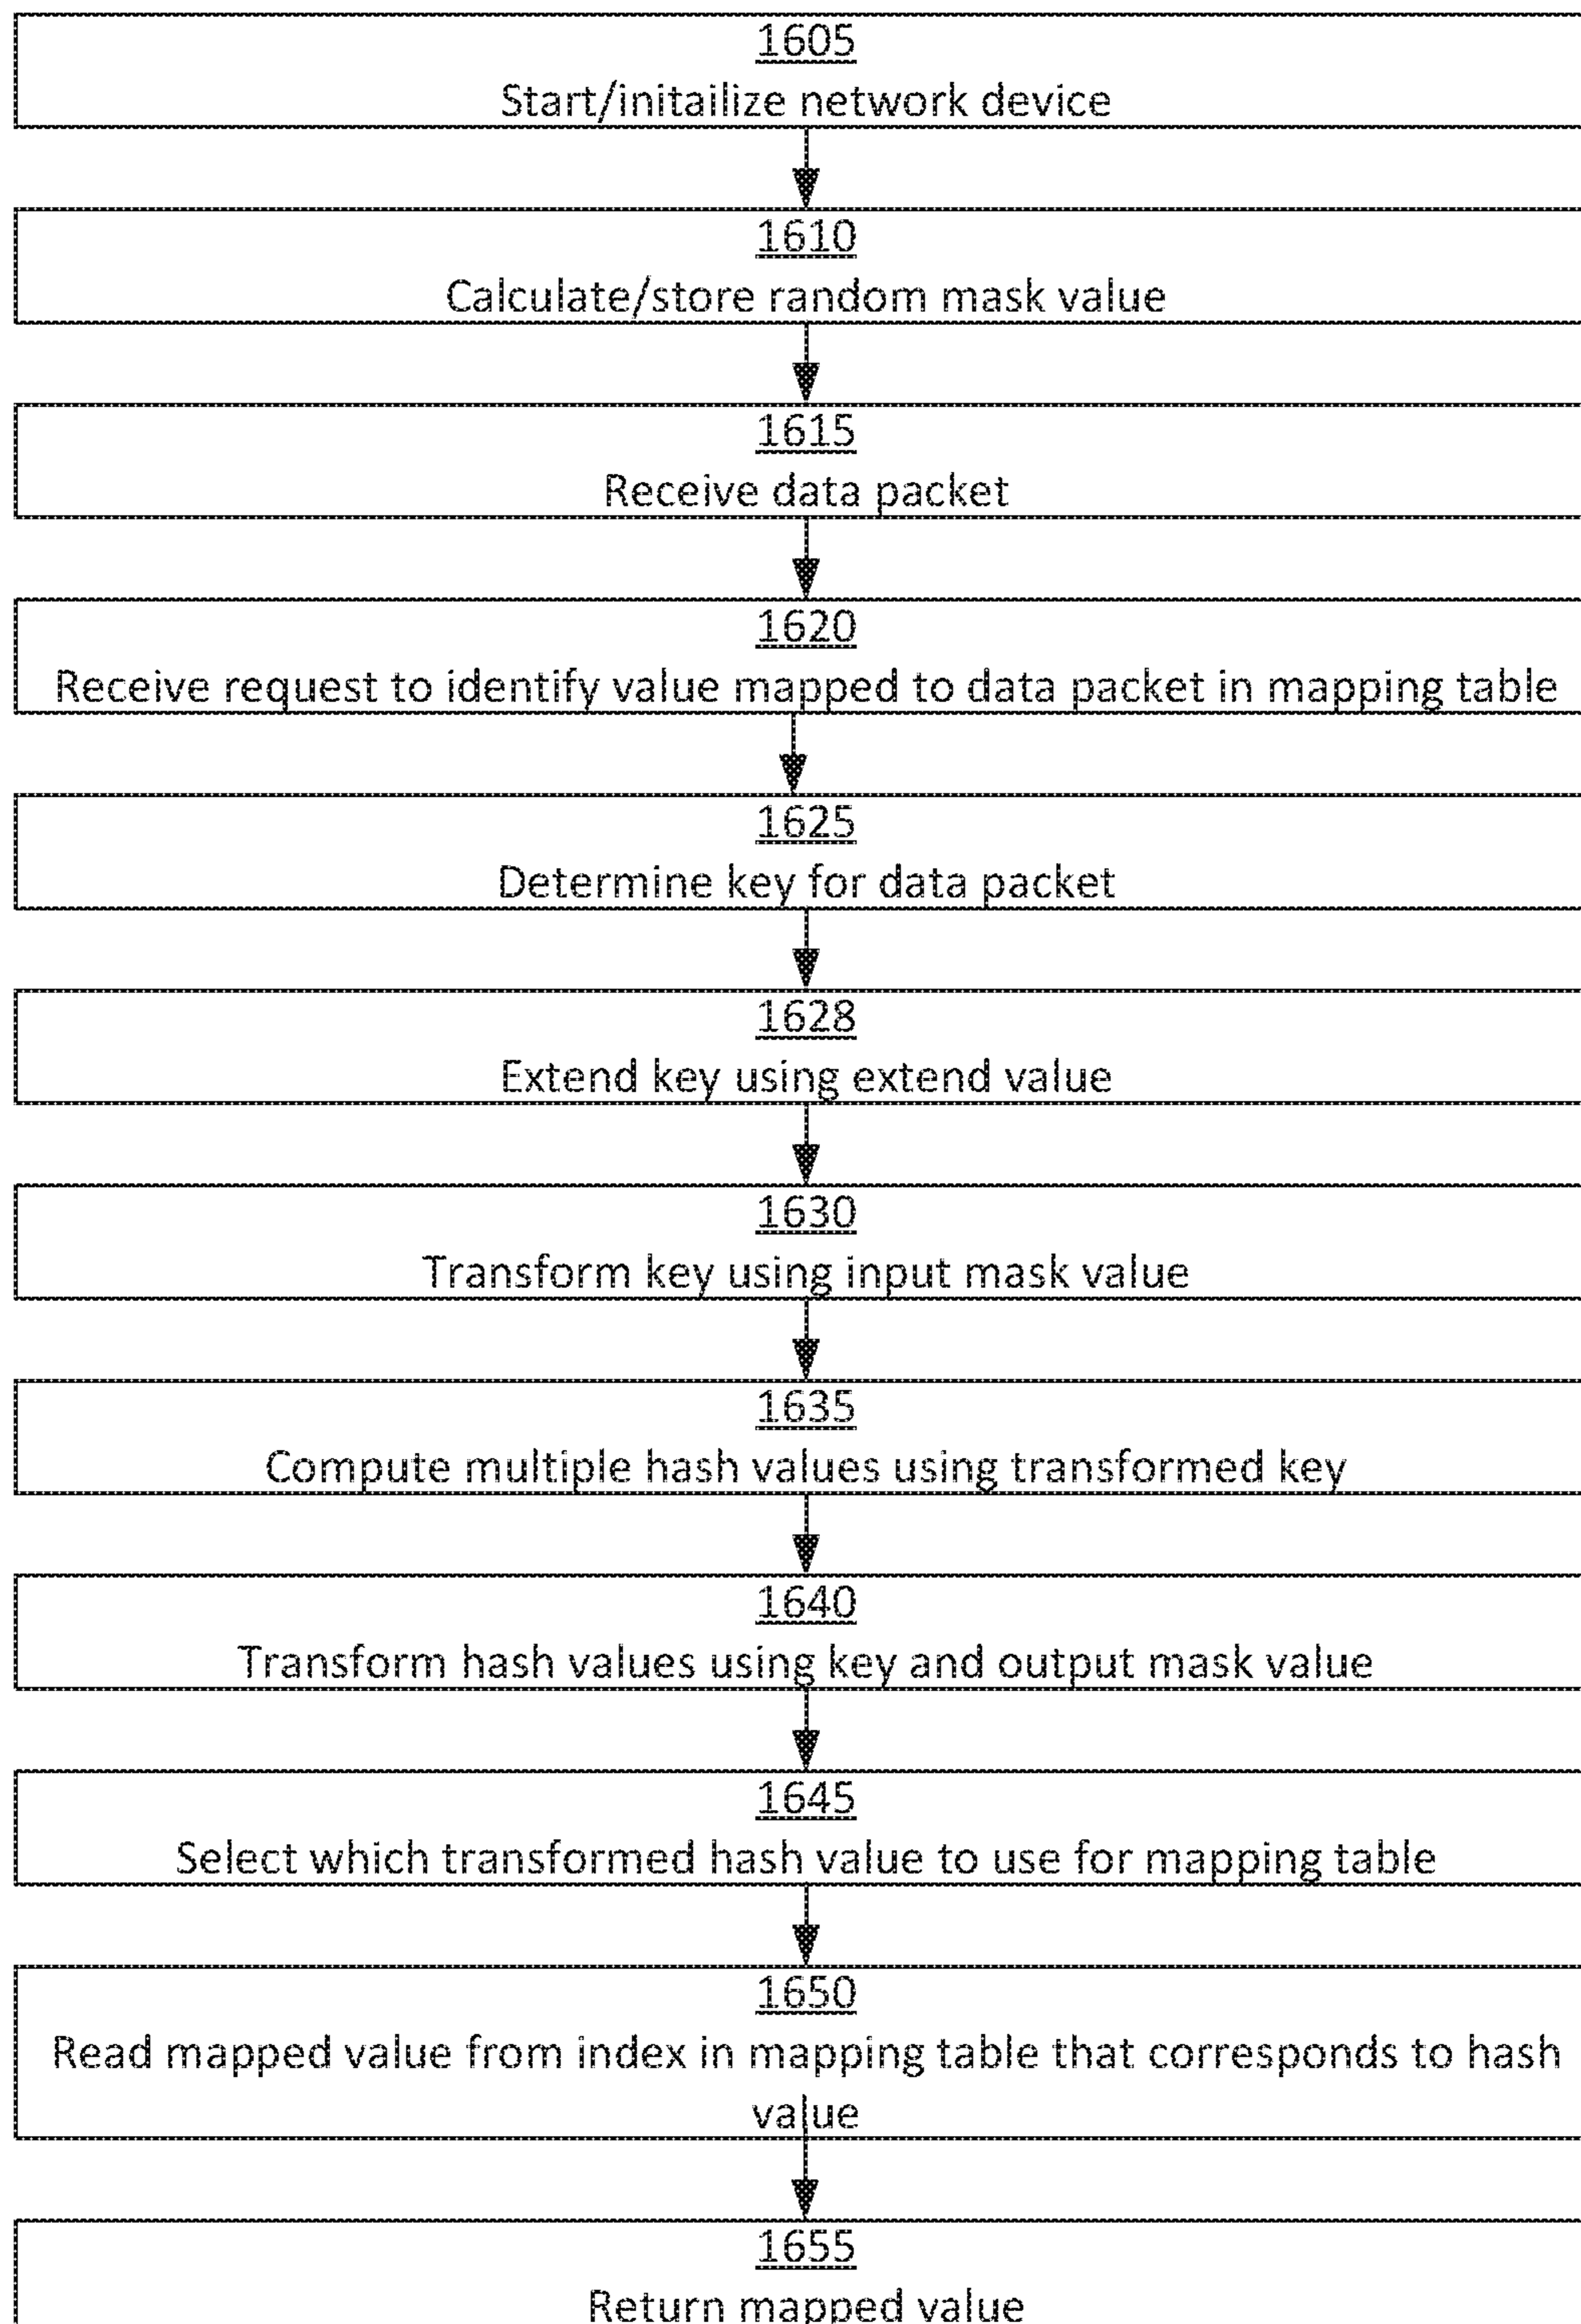 1605
Start/initailize network device
1610
Calculate/store random mask value
1615
Receive data packet
1620
Receive request to identify value mapped to data packet in mapping table
1625
Determine key for data packet
1628
Extend key using extend value
1630
Transform key using input mask value
1635
Compute multiple hash values using transformed key
1640
Transform hash values using key and output mask value
1645
Select which transformed hash value to use for mapping table
1650
Read mapped value from index in mapping table that corresponds to hash
value
1655
Return mapped value